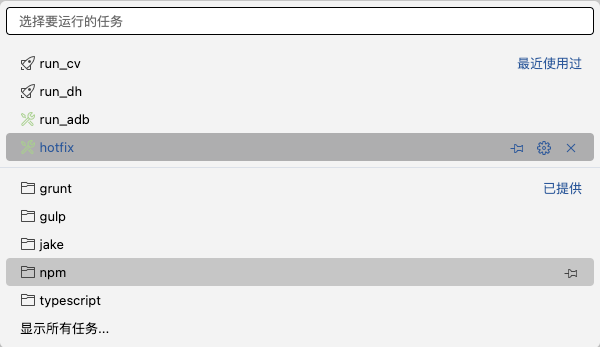 选择要运行的任务
run_cv 最近使用过
run_dh
run_adb
hotfix
grunt 已提供
gulp
jake
npm
typescript
显示所有任务...